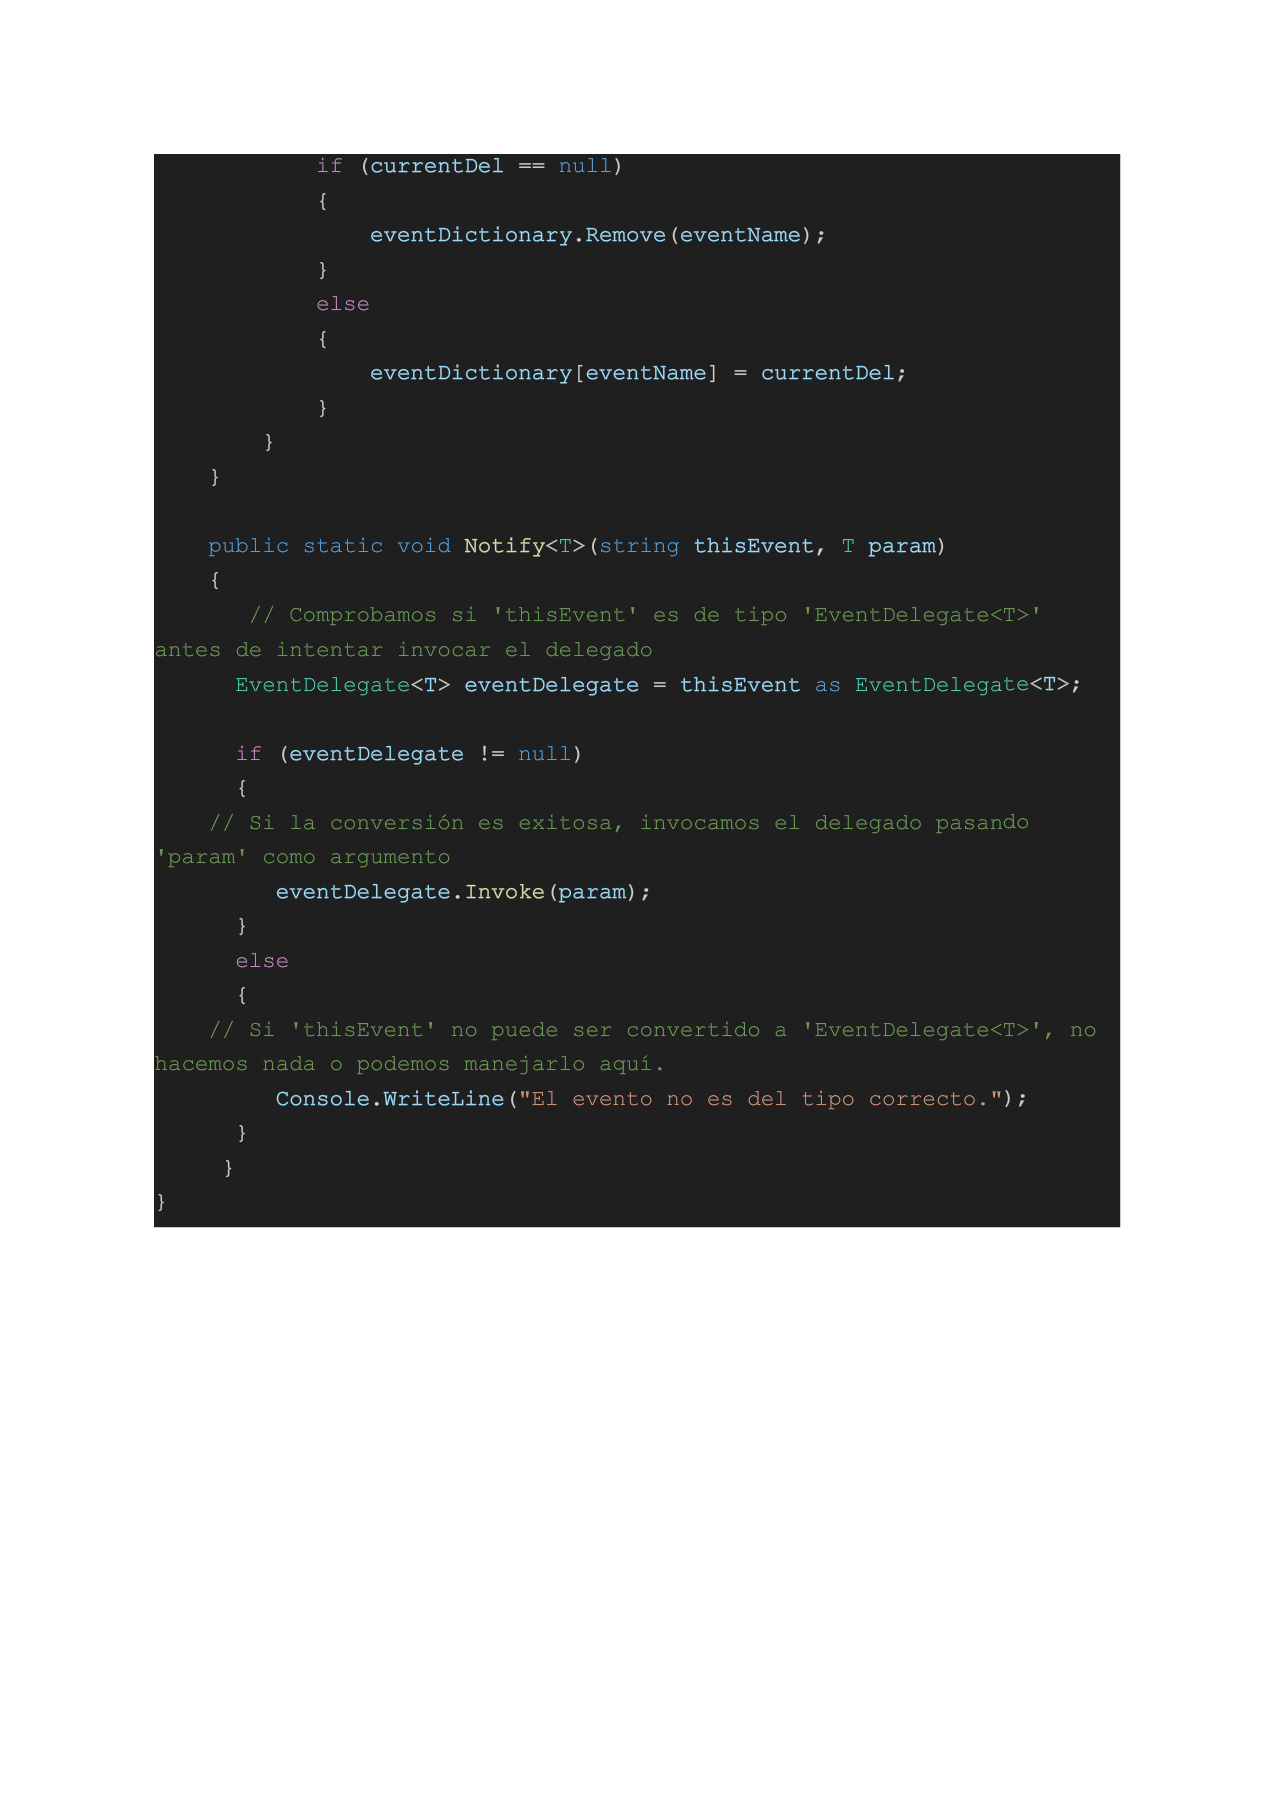 if (currentDel == null)
{
eventDictionary.Remove(eventName);
}
else
{
eventDictionary[eventName] = currentDel;
}
}
}
public static void Notify<T>(string thisEvent, T param)
{
// Comprobamos si 'thisEvent' es de tipo 'EventDelegate<T>'
antes de intentar invocar el delegado
EventDelegate<T> eventDelegate = thisEvent as EventDelegate<T>;
if (eventDelegate != null)
{
// Si la conversión es exitosa, invocamos el delegado pasando
'param' como argumento
eventDelegate.Invoke(param);
}
else
{
// Si 'thisEvent' no puede ser convertido a 'EventDelegate<T>', no
hacemos nada o podemos manejarlo aquí.
Console.WriteLine("El evento no es del tipo correcto.");
}
}
}